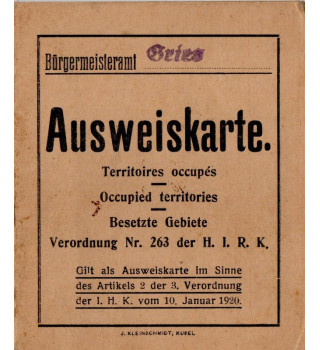 Bürgermeisteramt Gries
Ausweiskarte.
Territoires occupés
Occupied territories
Besetzte Gebiete
Verordnung Nr. 263 der H. I. R. K.
Gilt als Ausweiskarte im Sinne
des Artikels 2 der 3. Verordnung
der I. H. K. vom 10. Januar 1920.
J. KLEINSCHMIDT, KUSEL